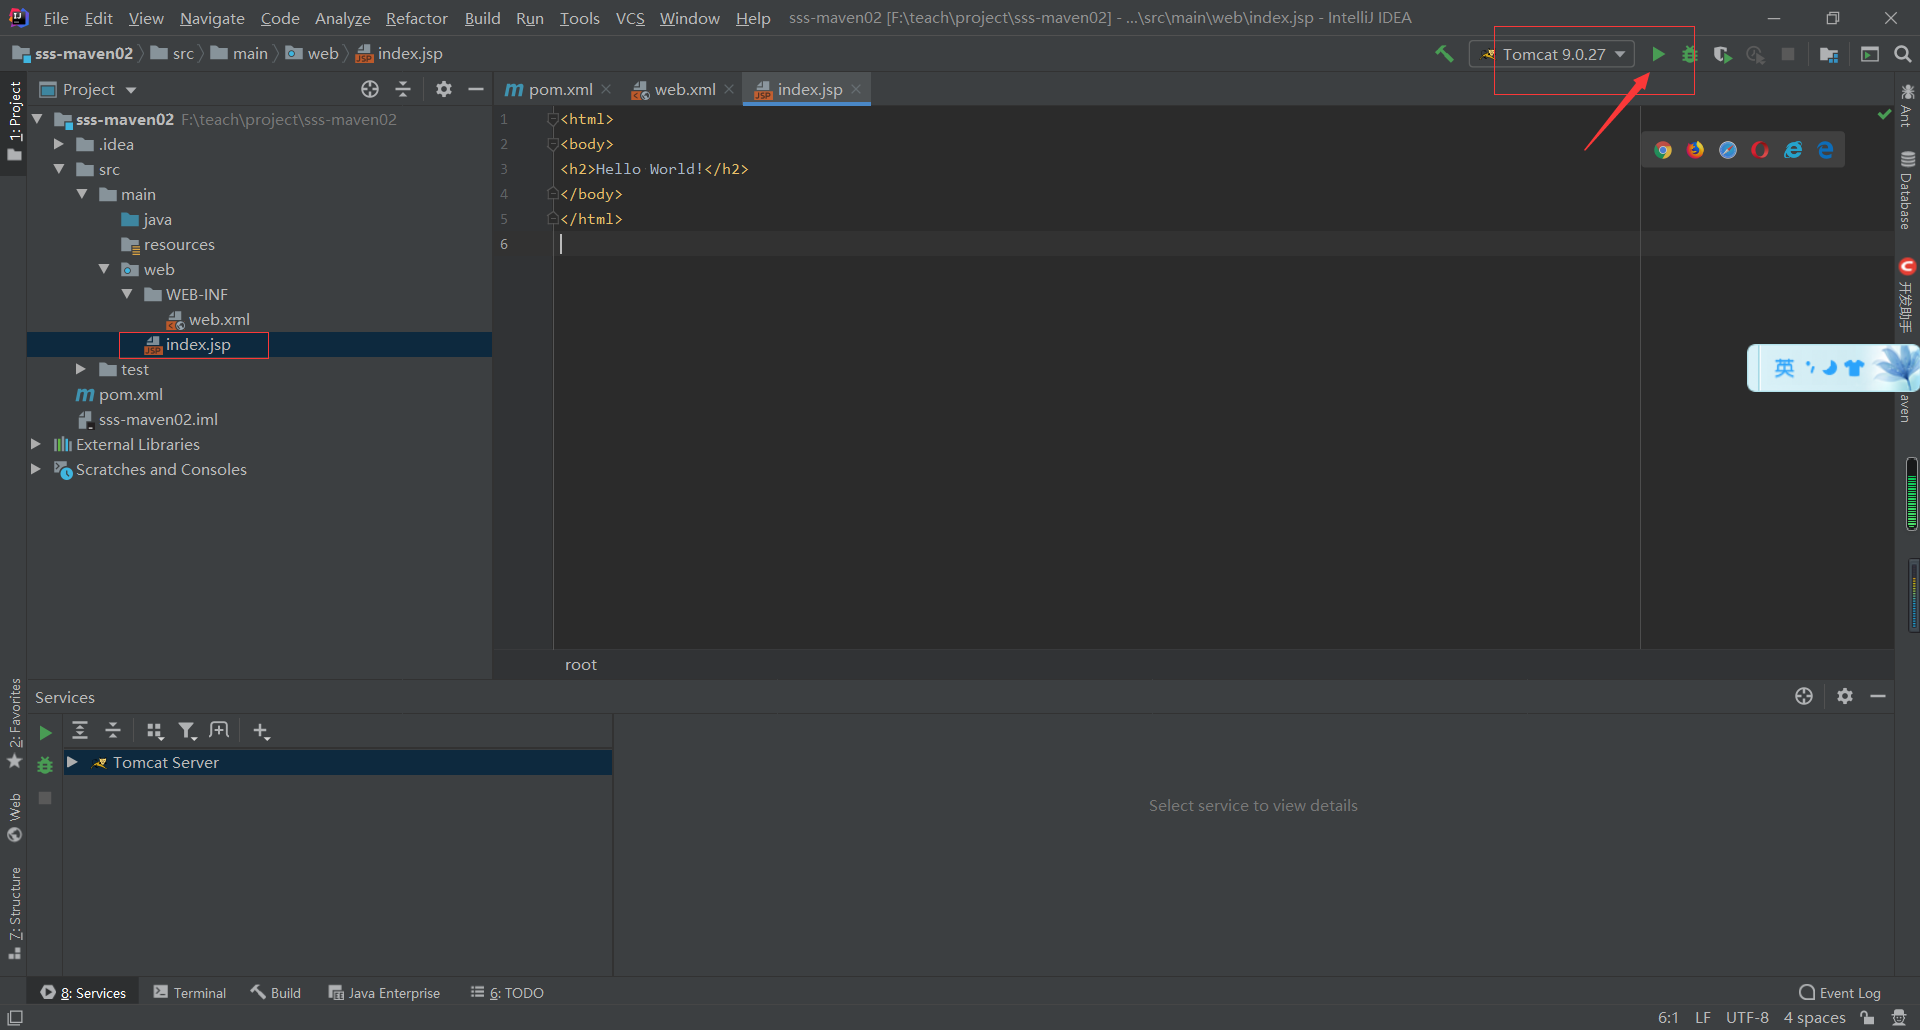 File Edit View Navigate Code Analyze Refactor Build Run Tools VCS Window Help sss-maven02 [F:\teach\project\sss-maven02] - ...\src\main\web\index.jsp - IntelliJ IDEA
sss-maven02 src main web index.jsp Tomcat 9.0.27
Project
pom.xml web.xml index.jsp
sss-maven02 F:\teach\project\sss-maven02
.idea
src
main
java
resources
web
WEB-INF
web.xml
index.jsp
test
pom.xml
sss-maven02.iml
External Libraries
Scratches and Consoles
1 <html>
2 <body>
3 <h2>Hello World!</h2>
4 </body>
5 </html>
6
root
1: Project
2: Favorites
Web
7: Structure
Ant
Database
开发助手
aven
英
Services
Tomcat Server
Select service to view details
8: Services Terminal Build Java Enterprise 6: TODO Event Log
6:1 LF UTF-8 4 spaces